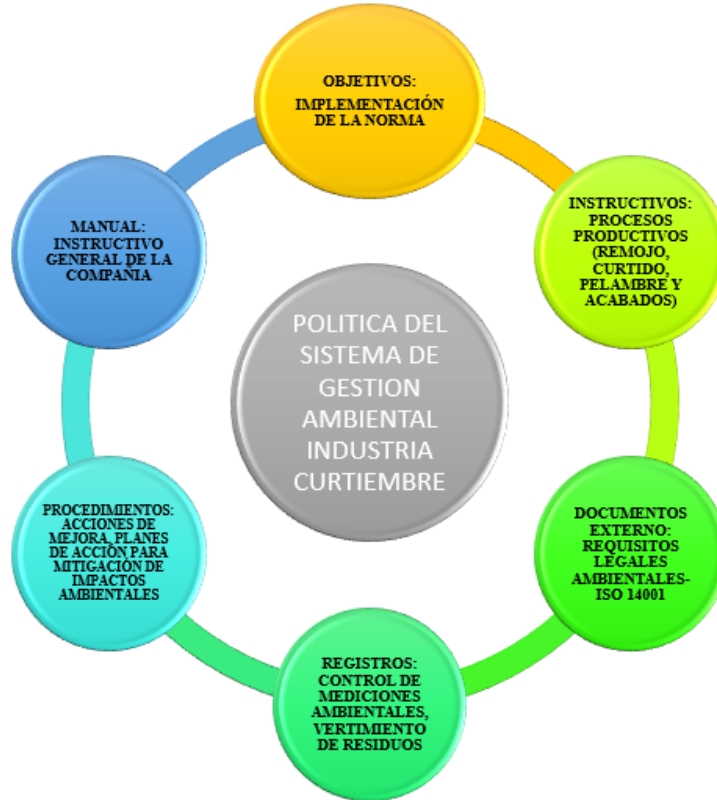 OBJETIVOS:
IMPLEMENTACIÓN
DE LA NORMA
INSTRUCTIVOS:
PROCESOS
PRODUCTIVOS
(REMOJO,
CURTIDO,
PELAMBRE Y
ACABADOS)
DOCUMENTOS
EXTERNO:
REQUISITOS
LEGALES
AMBIENTALES-
ISO 14001
REGISTROS:
CONTROL DE
MEDICIONES
AMBIENTALES,
VERTIMIENTO
DE RESIDUOS
PROCEDIMIENTOS:
ACCIONES DE
MEJORA, PLANES
DE ACCIÓN PARA
MITIGACIÓN DE
IMPACTOS
AMBIENTALES
MANUAL:
INSTRUCTIVO
GENERAL DE LA
COMPAÑIA
POLITICA DEL
SISTEMA DE
GESTION
AMBIENTAL
INDUSTRIA
CURTIEMBRE